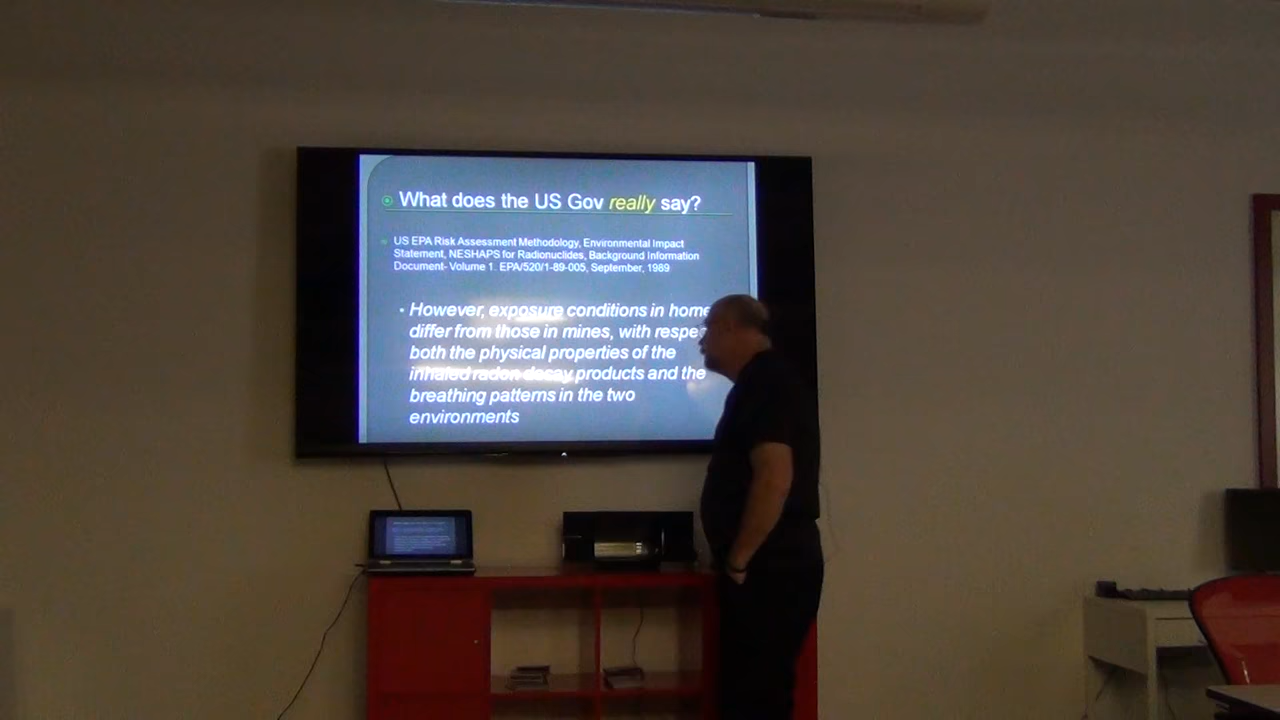 What does the US Gov really say?
US EPA Risk Assessment Methodology, Environmental Impact
Statement, NESHAPS for Radionuclides, Background Information
Document- Volume 1. EPA/520/1-89-005, September, 1989
However, exposure conditions in home
differ from those in mines, with respe
both the physical properties of the
inhaled radon decay products and the
breathing patterns in the two
environments